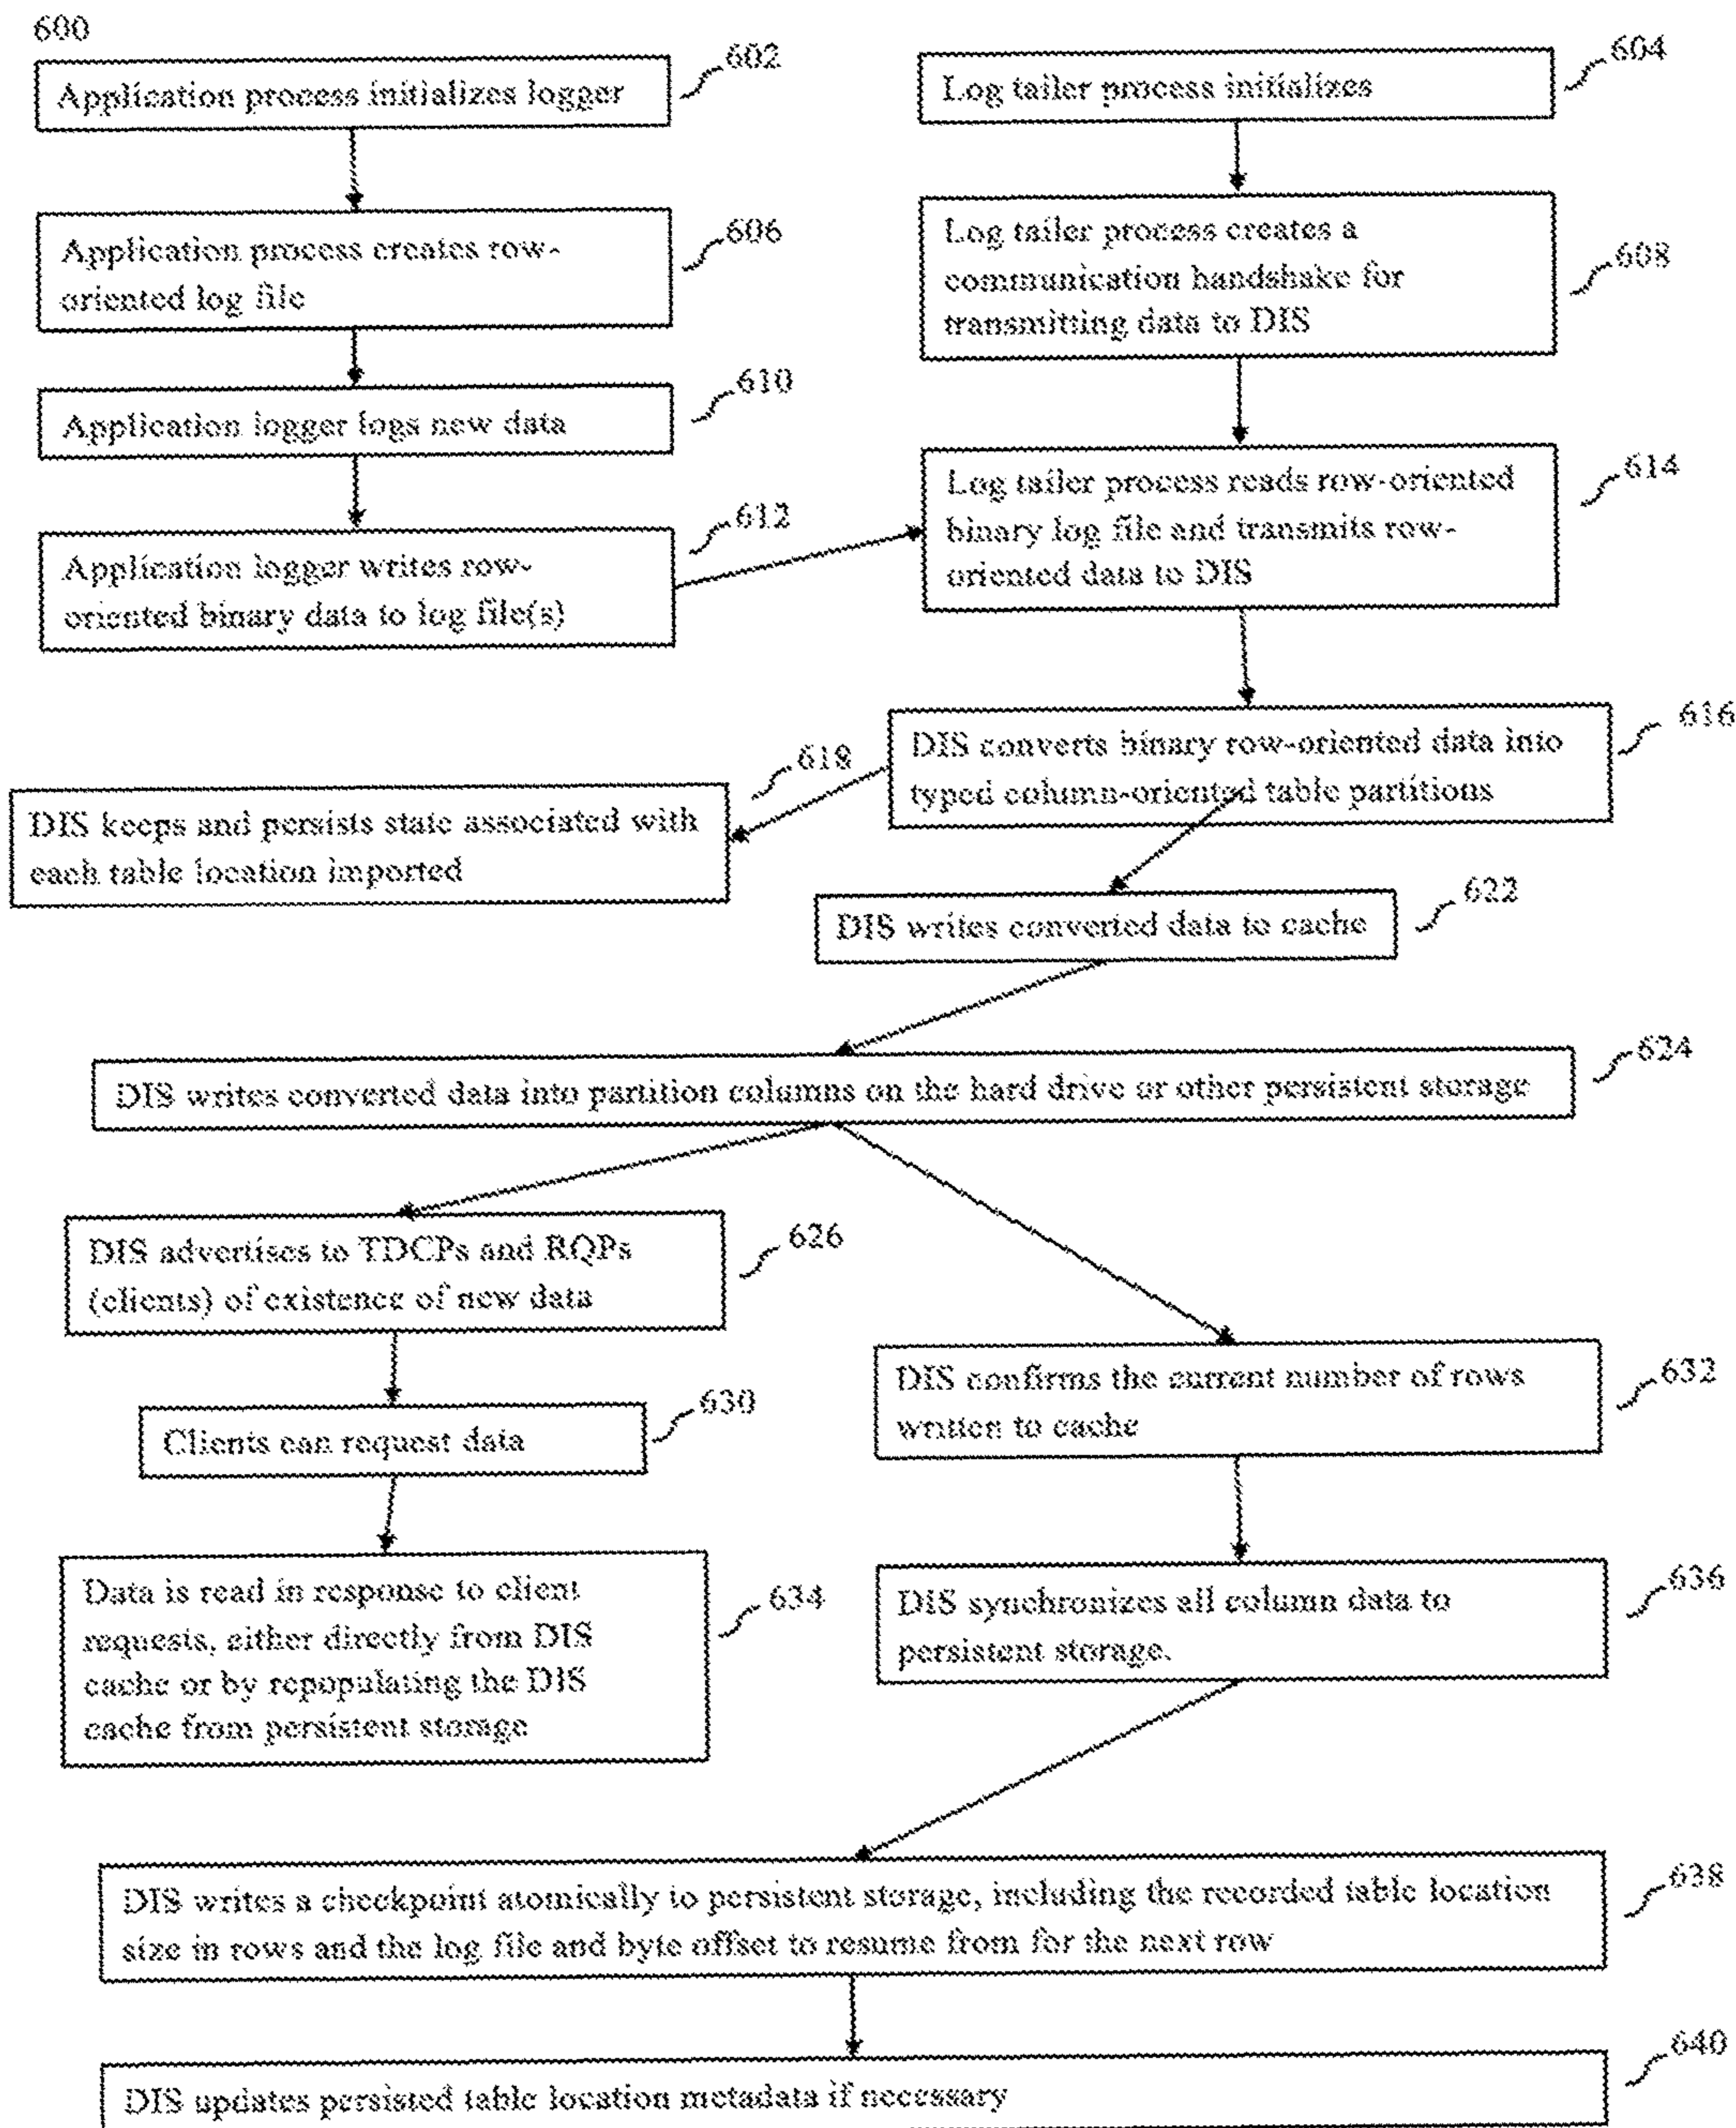 600
Application process initializes logger
602
Log tailer process initializes
604
Application process creates row-
oriented log file
606
Log tailer process creates a
communication handshake for
transmitting data to DIS
608
Application logger logs new data
610
Application logger writes row-
oriented binary data to log file(s)
612
Log tailer process reads row-oriented
binary log file and transmits row-
oriented data to DIS
614
DIS converts binary row-oriented data into
typed column-oriented table partitions
616
DIS keeps and persists state associated with
each table location imported
618
DIS writes converted data to cache
622
DIS writes converted data into partition columns on the hard drive or other persistent storage
624
DIS advertises to TDCPs and RQPs
(clients) of existence of new data
626
Clients can request data
630
DIS confirms the current number of rows
written to cache
632
Data is read in response to client
requests, either directly from DIS
cache or by repopulating the DIS
cache from persistent storage
634
DIS synchronizes all column data to
persistent storage.
636
DIS writes a checkpoint atomically to persistent storage, including the recorded table location
size in rows and the log file and byte offset to resume from for the next row
638
DIS updates persisted table location metadata if necessary
640